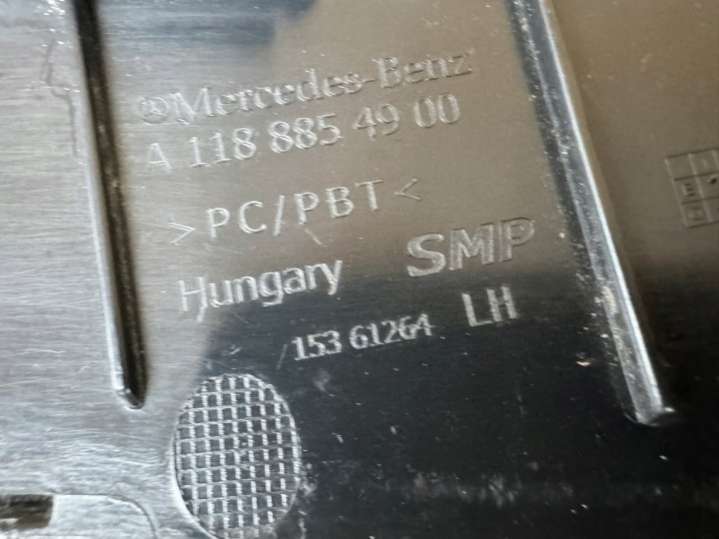 ®Mercedes-Benz
A 118 885 49 00
>PC/PBT<
Hungary SMP
153 61264 LH